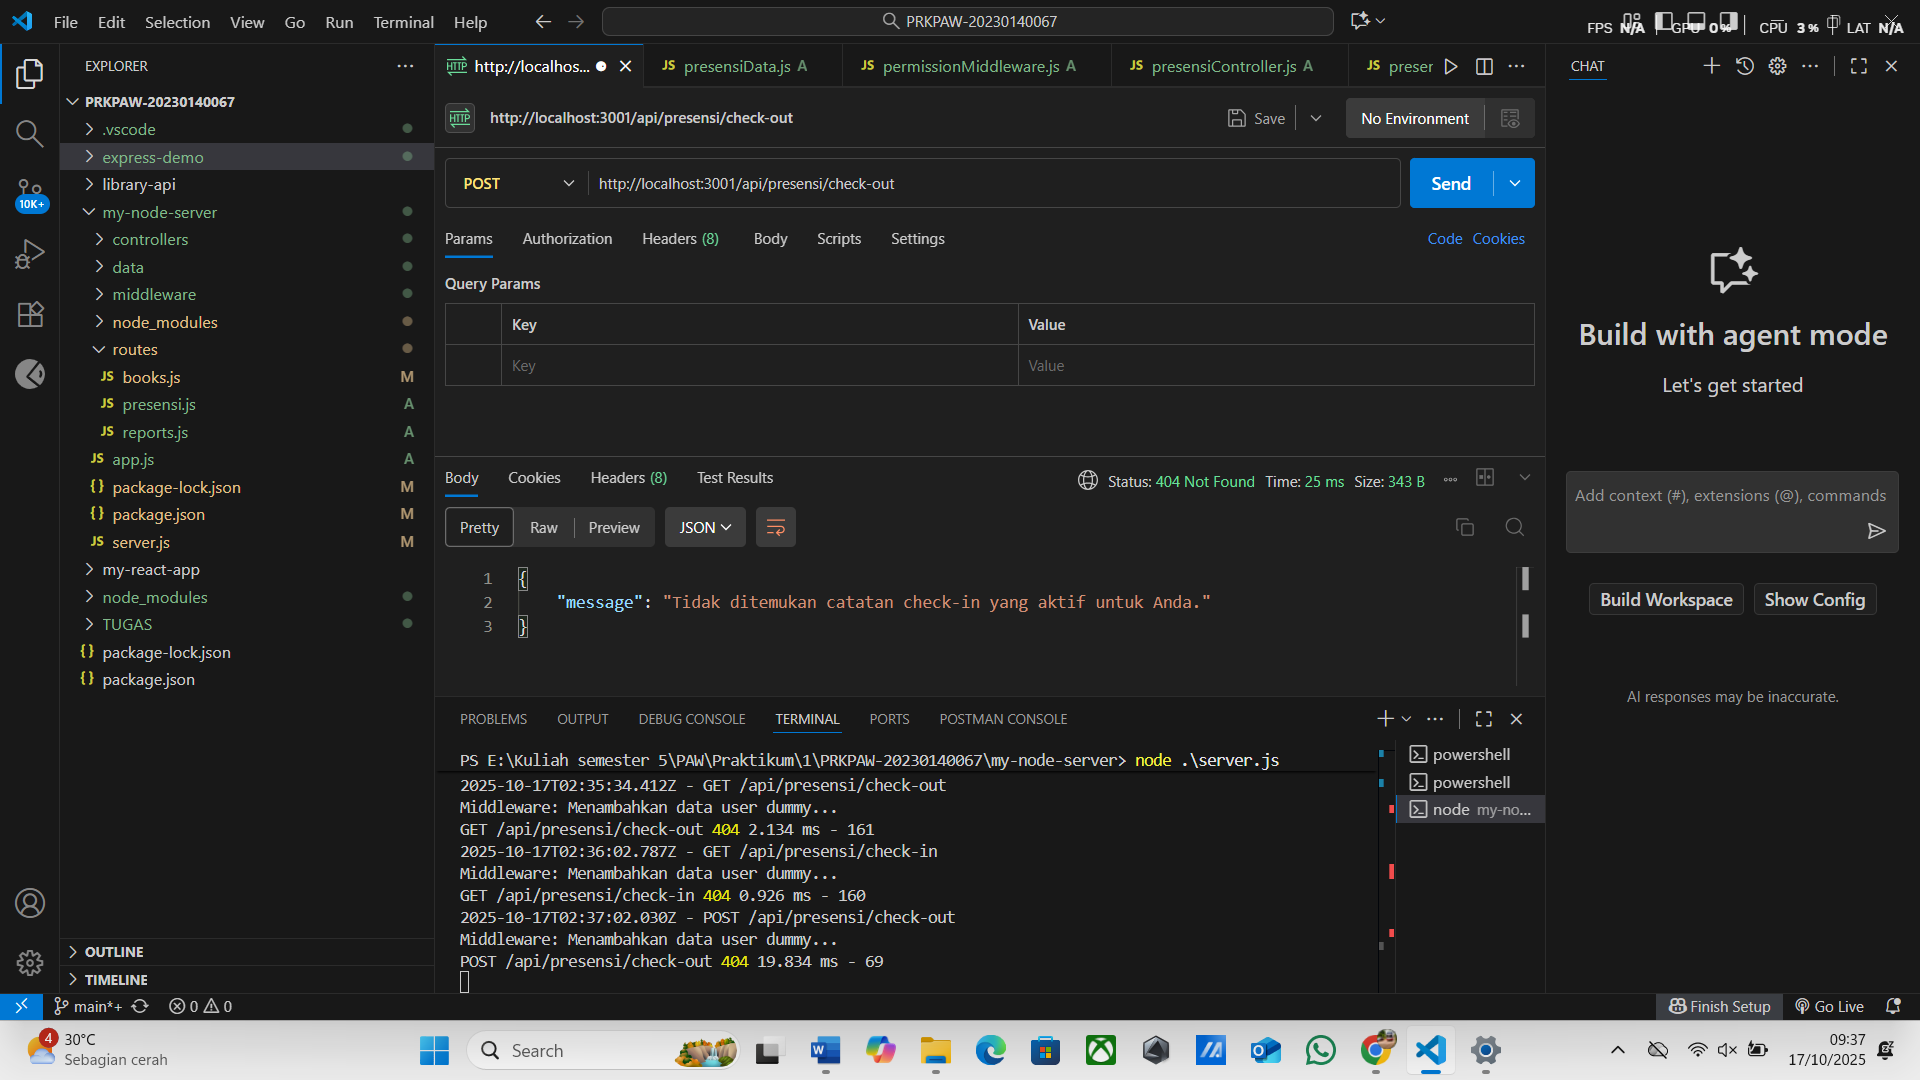 File Edit Selection View Go Run Terminal Help
PRKPAW-20230140067
FPS N/A GPU 0% CPU 3% LAT N/A
EXPLORER
PRKPAW-20230140067
.vscode
express-demo
library-api
my-node-server
controllers
data
middleware
node_modules
routes
JS books.js M
JS presensi.js A
JS reports.js A
JS app.js A
{} package-lock.json M
{} package.json M
JS server.js M
my-react-app
node_modules
TUGAS
{} package-lock.json
{} package.json
OUTLINE
TIMELINE
10K+
HTTP http://localhos...
JS presensiData.js A
JS permissionMiddleware.js A
JS presensiController.js A
JS preser
HTTP http://localhost:3001/api/presensi/check-out
Save
No Environment
POST http://localhost:3001/api/presensi/check-out
Send
Params Authorization Headers (8) Body Scripts Settings
Code Cookies
Query Params
Key Value
Key Value
Body Cookies Headers (8) Test Results
Status: 404 Not Found Time: 25 ms Size: 343 B
Pretty Raw Preview JSON
1 {
2 "message": "Tidak ditemukan catatan check-in yang aktif untuk Anda."
3 }
PROBLEMS OUTPUT DEBUG CONSOLE TERMINAL PORTS POSTMAN CONSOLE
PS E:\Kuliah semester 5\PAW\Praktikum\1\PRKPAW-20230140067\my-node-server> node .\server.js
2025-10-17T02:35:34.412Z - GET /api/presensi/check-out
Middleware: Menambahkan data user dummy...
GET /api/presensi/check-out 404 2.134 ms - 161
2025-10-17T02:36:02.787Z - GET /api/presensi/check-in
Middleware: Menambahkan data user dummy...
GET /api/presensi/check-in 404 0.926 ms - 160
2025-10-17T02:37:02.030Z - POST /api/presensi/check-out
Middleware: Menambahkan data user dummy...
POST /api/presensi/check-out 404 19.834 ms - 69
powershell
powershell
node my-no...
CHAT
Build with agent mode
Let's get started
Add context (#), extensions (@), commands
Build Workspace Show Config
AI responses may be inaccurate.
main*+ 0 0
Finish Setup Go Live
4
30°C
Sebagian cerah
Search
09:37
17/10/2025